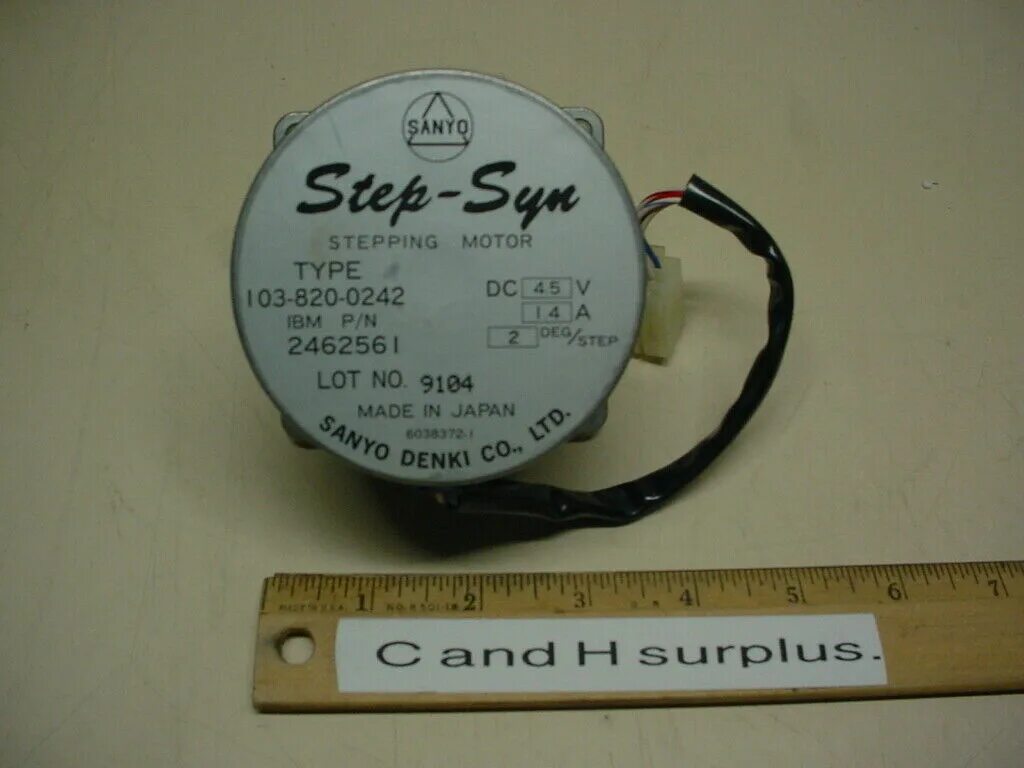 SANYO
Step-Syn
STEPPING MOTOR
TYPE
103-820-0242
IBM P/N
2462561
DC 4.5 V
1.4 A
2 DEG/STEP
LOT NO. 9104
MADE IN JAPAN
6038372-1
SANYO DENKI CO., LTD.
1 2 3 4 5 6 7
C and H surplus.